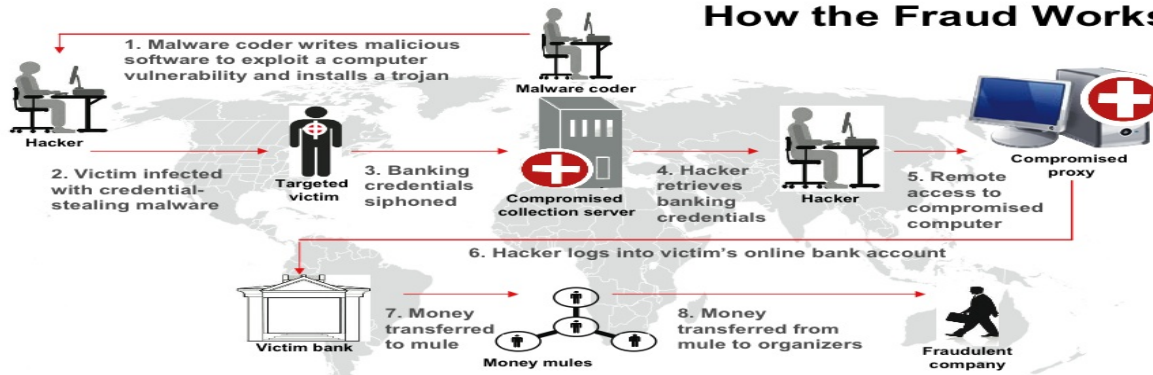 How the Fraud Works
1. Malware coder writes malicious
software to exploit a computer
vulnerability and installs a trojan
Malware coder
Hacker
2. Victim infected
with credential-
stealing malware
Targeted
victim
3. Banking
credentials
siphoned
Compromised
collection server
4. Hacker
retrieves
banking
credentials
Hacker
5. Remote
access to
compromised
computer
Compromised
proxy
6. Hacker logs into victim's online bank account
Victim bank
7. Money
transferred
to mule
Money mules
8. Money
transferred from
mule to organizers
Fraudulent
company